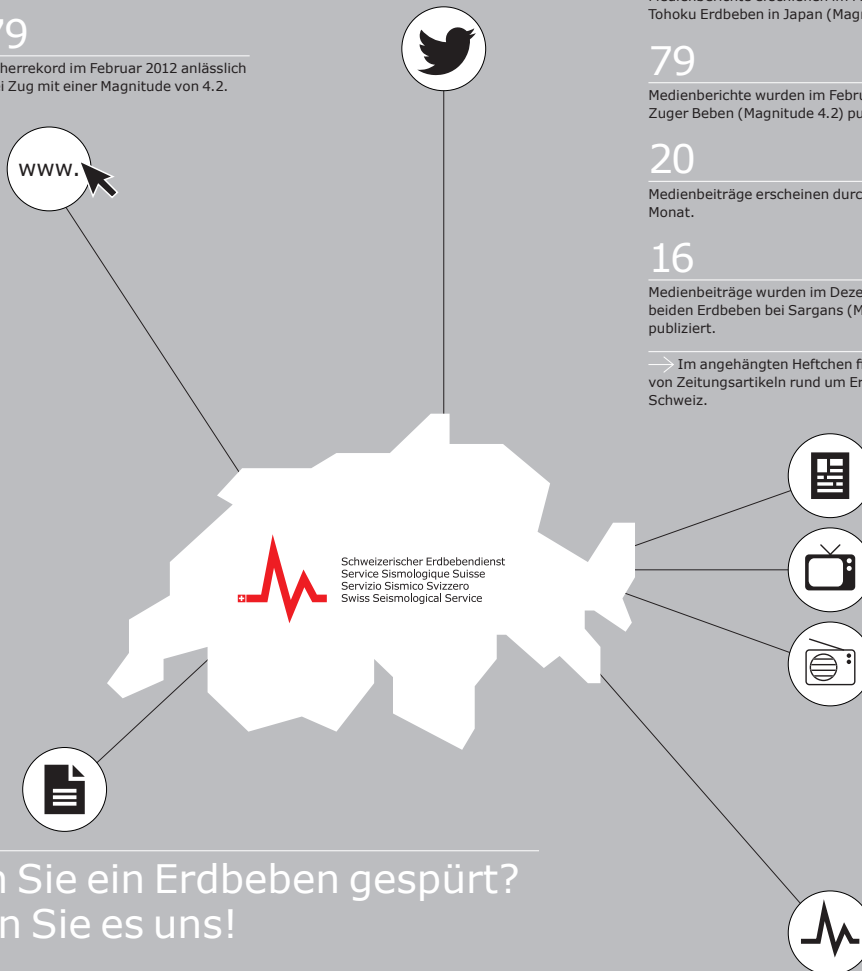 79
herrekord im Februar 2012 anlässlich
i Zug mit einer Magnitude von 4.2.
www.
Tohoku Erdbeben in Japan (Mag
79
Medienberichte wurden im Febru
Zuger Beben (Magnitude 4.2) pu
20
Medienbeiträge erscheinen durc
Monat.
16
Medienbeiträge wurden im Deze
beiden Erdbeben bei Sargans (M
publiziert.
Im angehängten Heftchen f
von Zeitungsartikeln rund um Er
Schweiz.
Schweizerischer Erdbebendienst
Service Sismologique Suisse
Servizio Sismico Svizzero
Swiss Seismological Service
n Sie ein Erdbeben gespürt?
n Sie es uns!